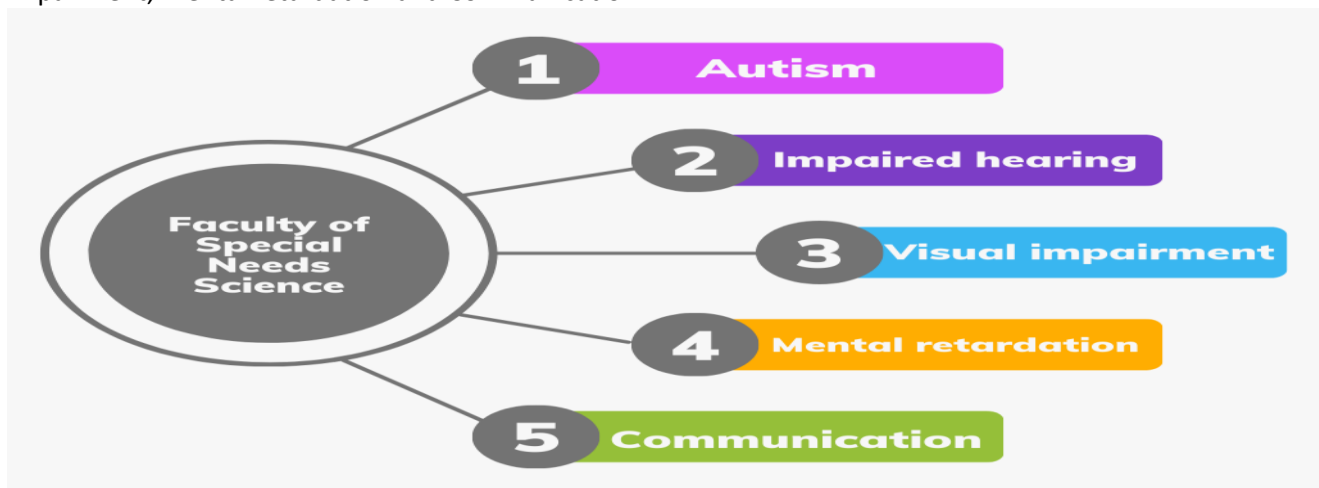 1
Autism
2
Impaired hearing
Faculty of
Special
Needs
Science
3
Visual impairment
4
Mental retardation
5
Communication